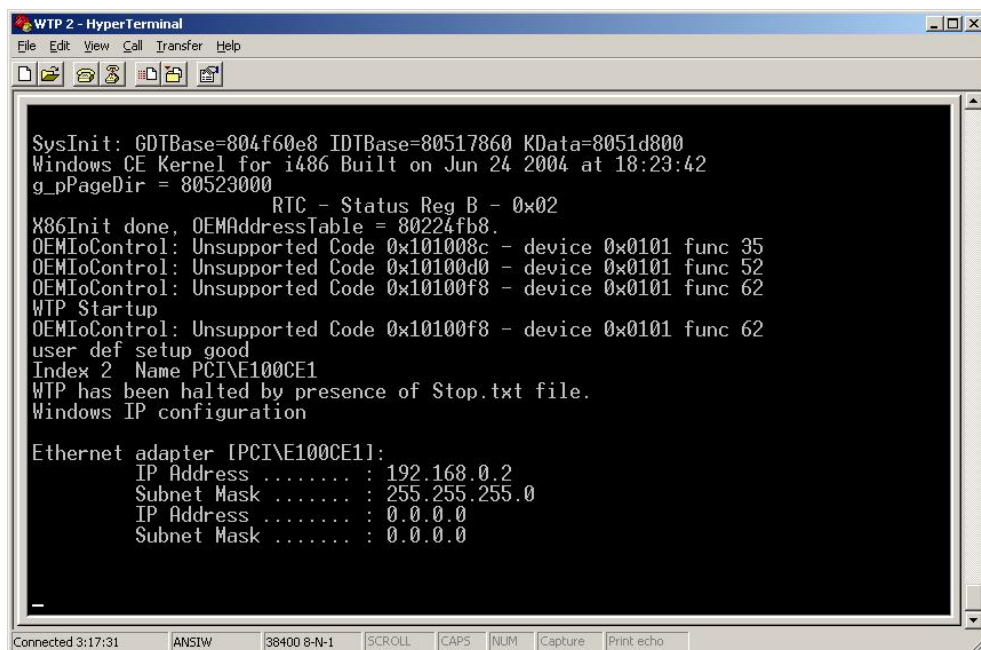 WTP 2 - HyperTerminal
File Edit View Call Transfer Help
SysInit: GDTBase=804f60e8 IDTBase=80517860 KData=8051d800
Windows CE Kernel for i486 Built on Jun 24 2004 at 18:23:42
g_pPageDir = 80523000
RTC - Status Reg B - 0x02
X86Init done, OEMAddressTable = 80224fb8.
OEMIoControl: Unsupported Code 0x101008c - device 0x0101 func 35
OEMIoControl: Unsupported Code 0x10100d0 - device 0x0101 func 52
OEMIoControl: Unsupported Code 0x10100f8 - device 0x0101 func 62
WTP Startup
OEMIoControl: Unsupported Code 0x10100f8 - device 0x0101 func 62
user def setup good
Index 2  Name PCI\E100CE1
WTP has been halted by presence of Stop.txt file.
Windows IP configuration
Ethernet adapter [PCI\E100CE1]:
IP Address ........ : 192.168.0.2
Subnet Mask ....... : 255.255.255.0
IP Address ........ : 0.0.0.0
Subnet Mask ....... : 0.0.0.0
Connected 3:17:31 ANSIW 38400 8-N-1 SCROLL CAPS NUM Capture Print echo